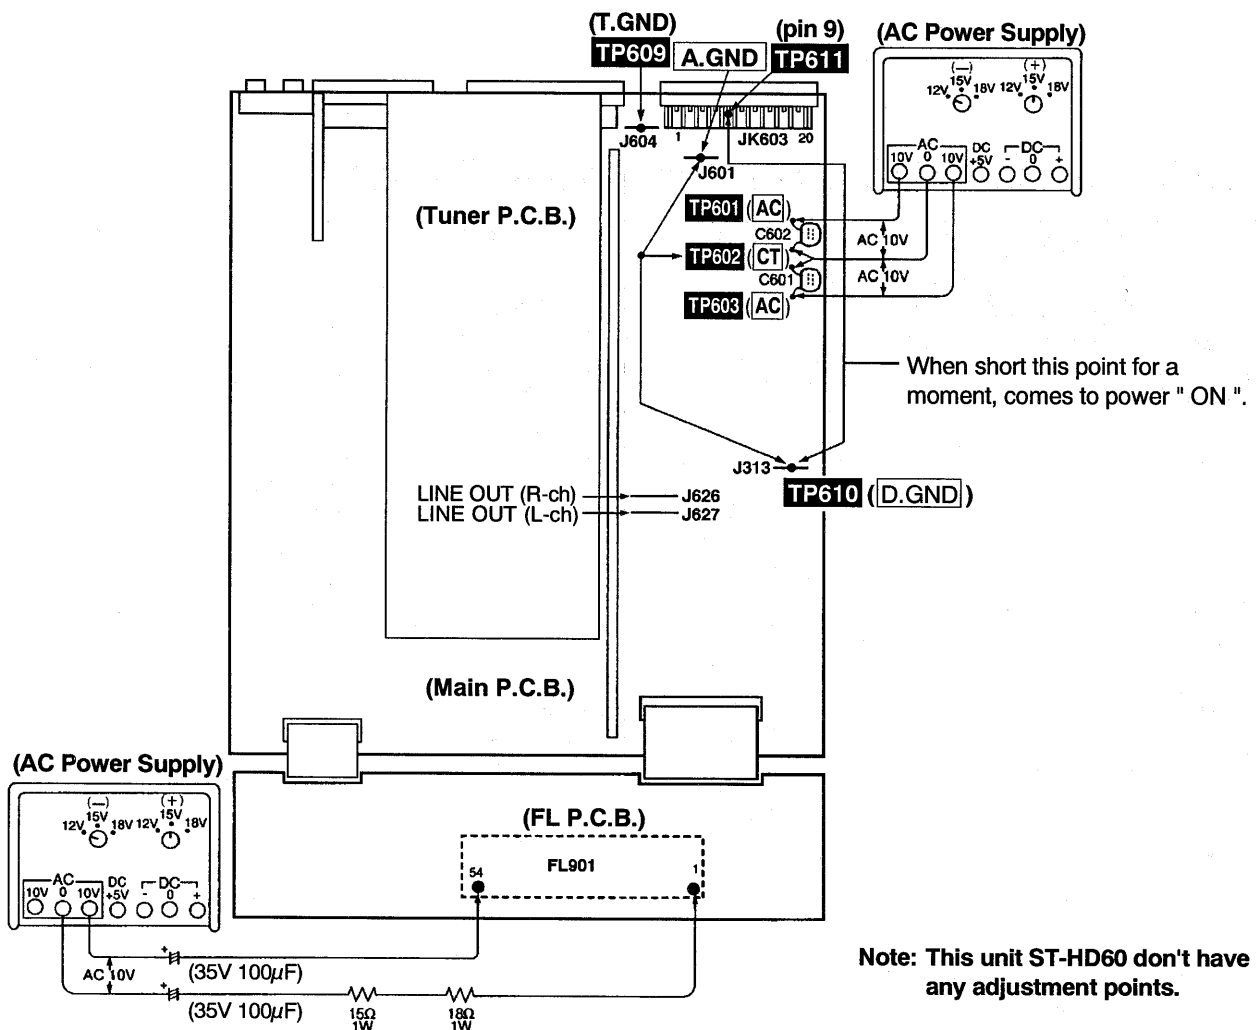 (T.GND)
TP609
A.GND
(pin 9)
TP611
(AC Power Supply)
(−) (+)
12V 15V 18V 12V 15V 18V
AC
10V 0 10V
DC +5V
DC
- 0 +
J604
1 JK603 20
J601
(Tuner P.C.B.)
TP601 (AC)
C602
AC 10V
TP602 (CT)
C601
AC 10V
TP603 (AC)
When short this point for a
moment, comes to power " ON ".
J313
TP610 (D.GND)
LINE OUT (R-ch) J626
LINE OUT (L-ch) J627
(Main P.C.B.)
(AC Power Supply)
(−) (+)
12V 15V 18V 12V 15V 18V
AC
10V 0 10V
DC +5V
DC
- 0 +
(FL P.C.B.)
FL901
54 1
AC 10V
+
(35V 100µF)
+
(35V 100µF)
15Ω
1W
18Ω
1W
Note: This unit ST-HD60 don't have
any adjustment points.